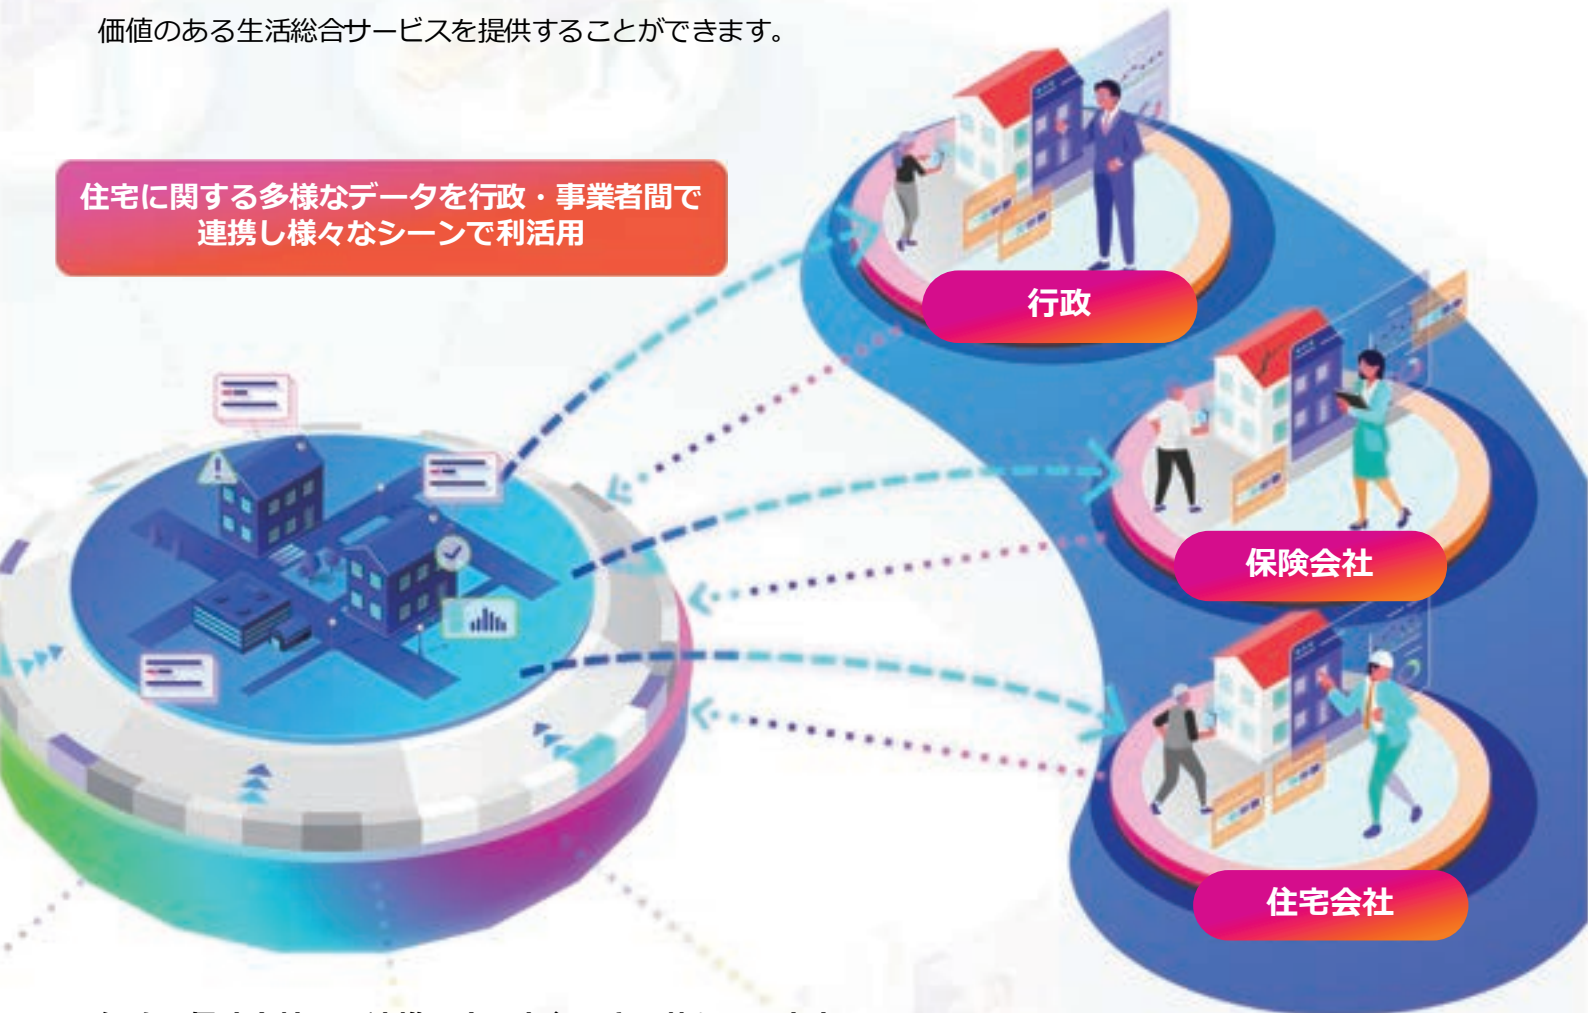 価値のある生活総合サービスを提供することができます。
住宅に関する多様なデータを行政・事業者間で
連携し様々なシーンで利活用
行政
保険会社
住宅会社